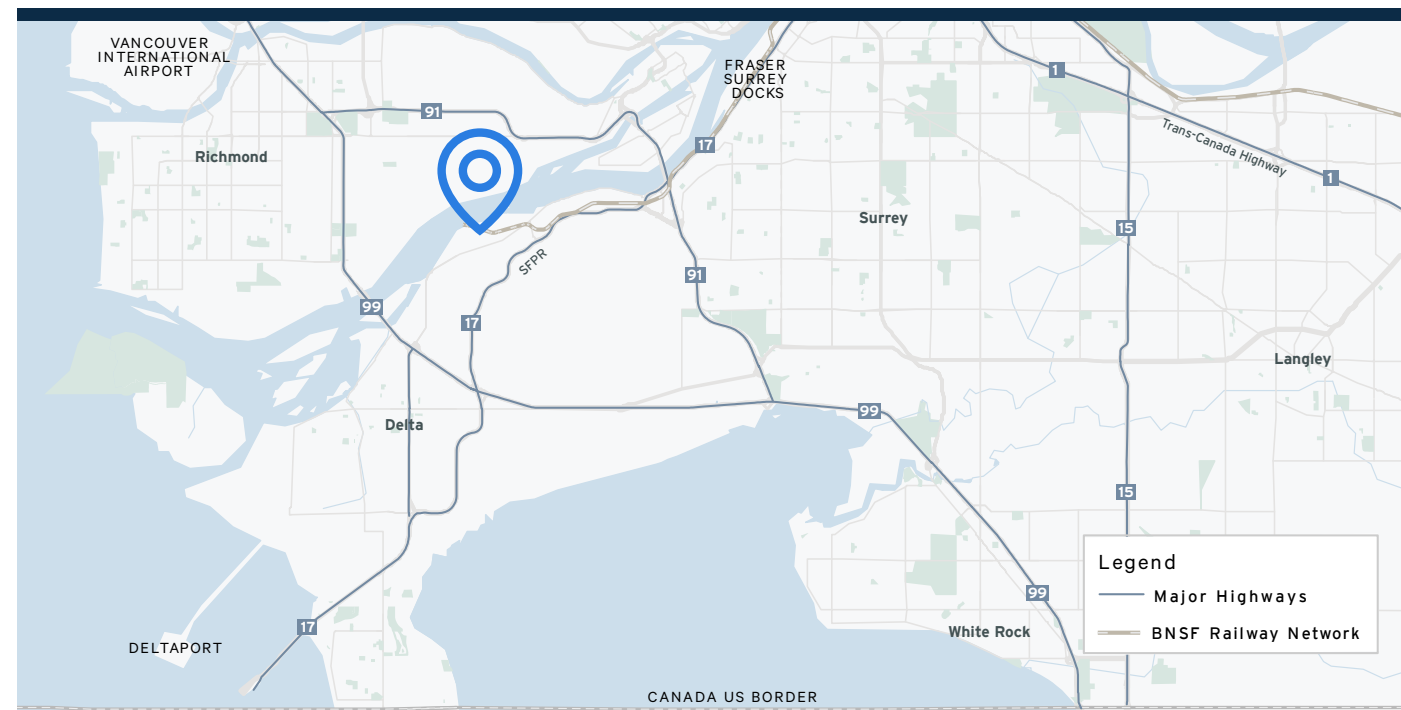 VANCOUVER
INTERNATIONAL
AIRPORT
FRASER
SURREY
DOCKS
1
91
17
Trans-Canada Highway
Richmond
1
Surrey
15
SFPR
91
99
17
Langley
99
Delta
15
Legend
Major Highways
99
17
White Rock
BNSF Railway Network
DELTAPORT
CANADA US BORDER